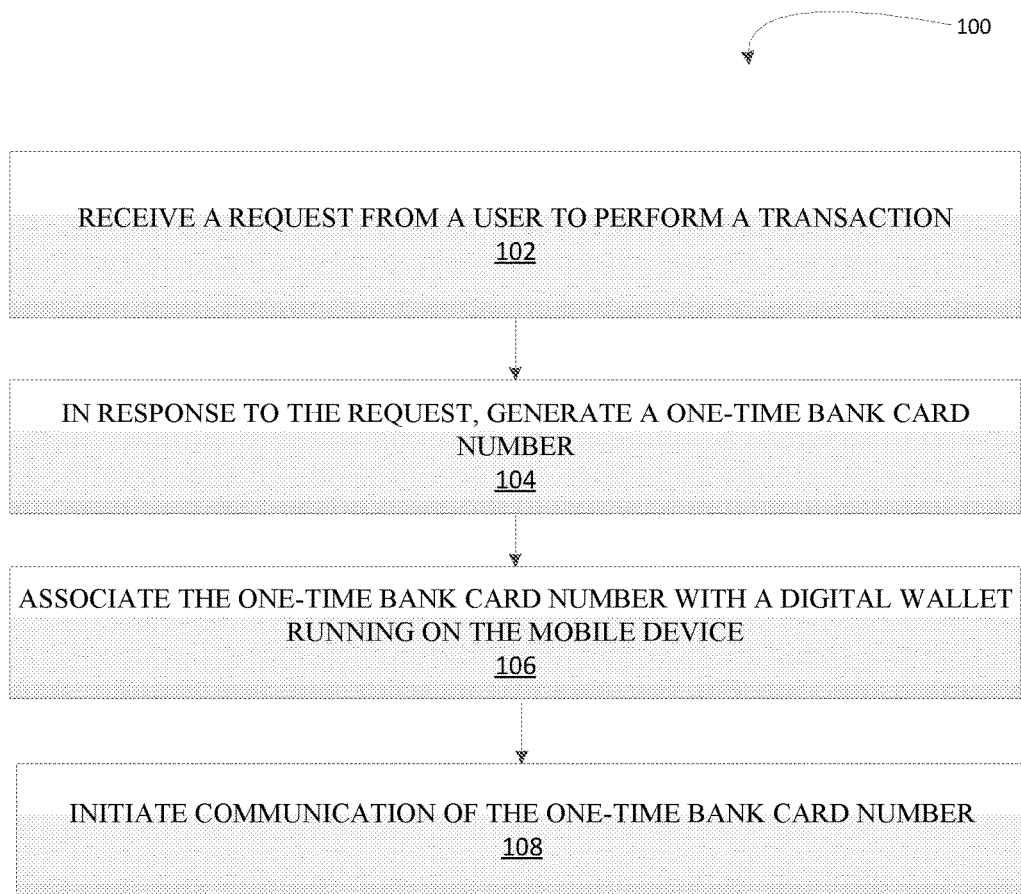 100
RECEIVE A REQUEST FROM A USER TO PERFORM A TRANSACTION
102
IN RESPONSE TO THE REQUEST, GENERATE A ONE-TIME BANK CARD
NUMBER
104
ASSOCIATE THE ONE-TIME BANK CARD NUMBER WITH A DIGITAL WALLET
RUNNING ON THE MOBILE DEVICE
106
INITIATE COMMUNICATION OF THE ONE-TIME BANK CARD NUMBER
108